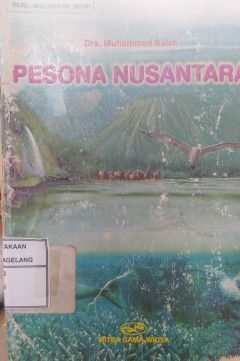 Drs. Muhammad Saleh
PESONA NUSANTARA
TAKAAN
AGELANG
MITRA GAMA WIDYA